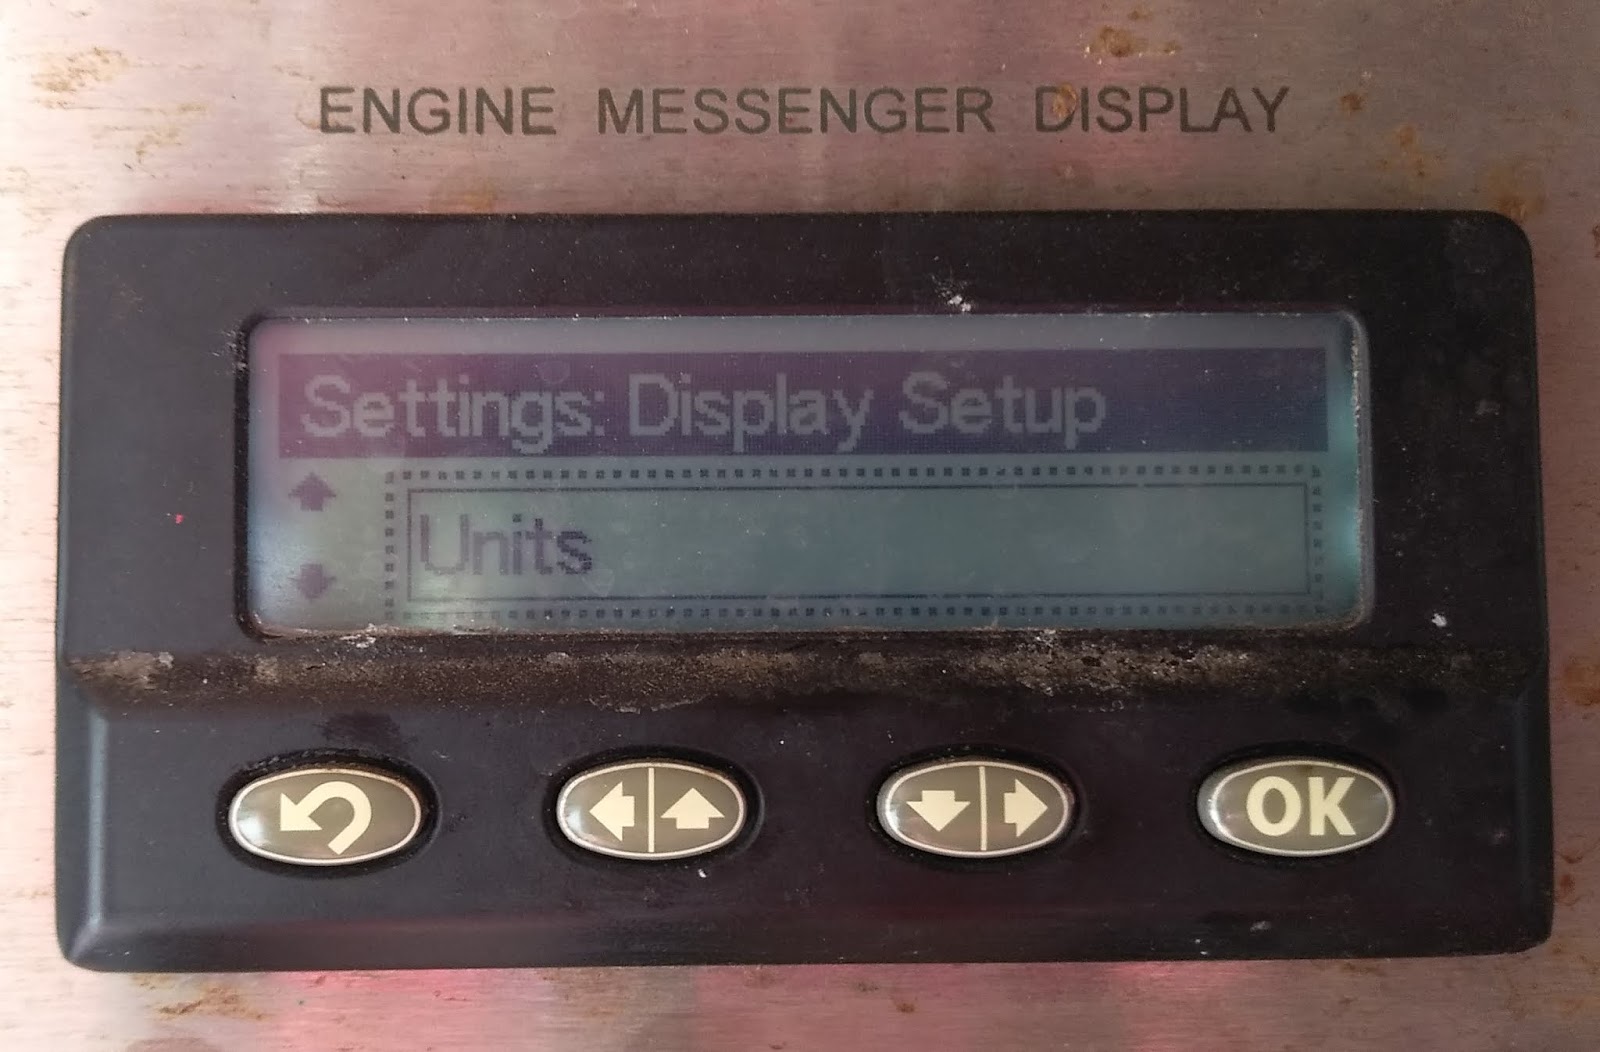 ENGINE MESSENGER DISPLAY
Settings: Display Setup
Units
OK